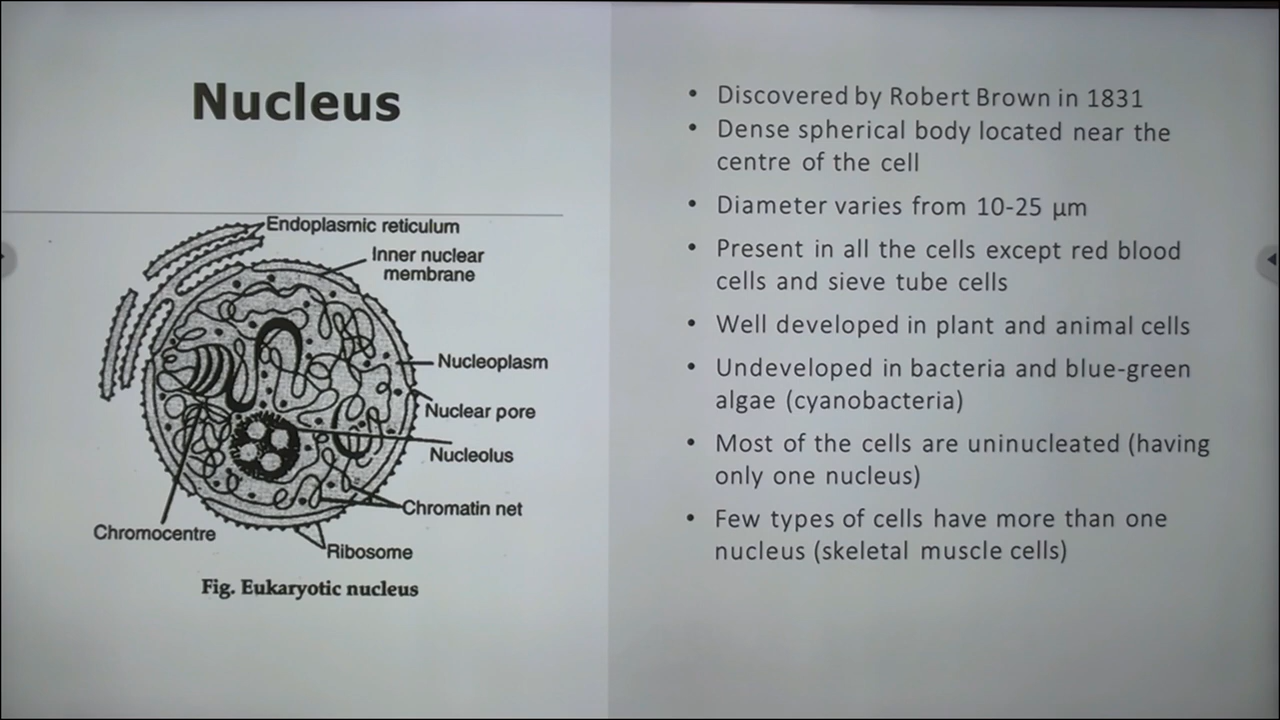 Nucleus
Endoplasmic reticulum
Inner nuclear
membrane
Nucleoplasm
Nuclear pore
Nucleolus
Chromatin net
Chromocentre
Ribosome
Fig. Eukaryotic nucleus
• Discovered by Robert Brown in 1831
• Dense spherical body located near the
centre of the cell
• Diameter varies from 10-25 µm
• Present in all the cells except red blood
cells and sieve tube cells
• Well developed in plant and animal cells
• Undeveloped in bacteria and blue-green
algae (cyanobacteria)
• Most of the cells are uninucleated (having
only one nucleus)
• Few types of cells have more than one
nucleus (skeletal muscle cells)